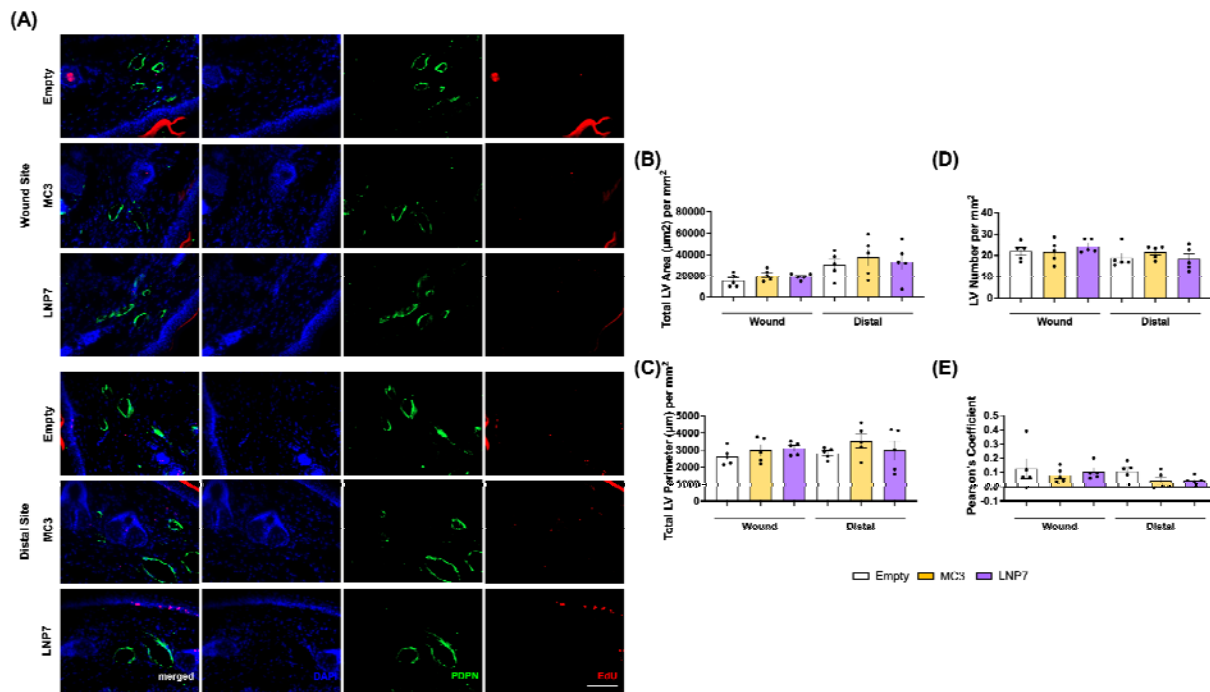 (A)
Wound Site
Empty
MC3
LNP7
Distal Site
Empty
MC3
LNP7
merged
DAPI
PDPN
EdU
(B)
Total LV Area (µm2) per mm²
80000
60000
40000
20000
0
Wound
Distal
(C)
Total LV Perimeter (µm) per mm²
5000
4000
3000
2000
1000
0
Wound
Distal
(D)
LV Number per mm²
40
30
20
10
0
Wound
Distal
(E)
Pearson's Coefficient
0.5
0.4
0.3
0.2
0.1
0.0
-0.1
Wound
Distal
Empty
MC3
LNP7